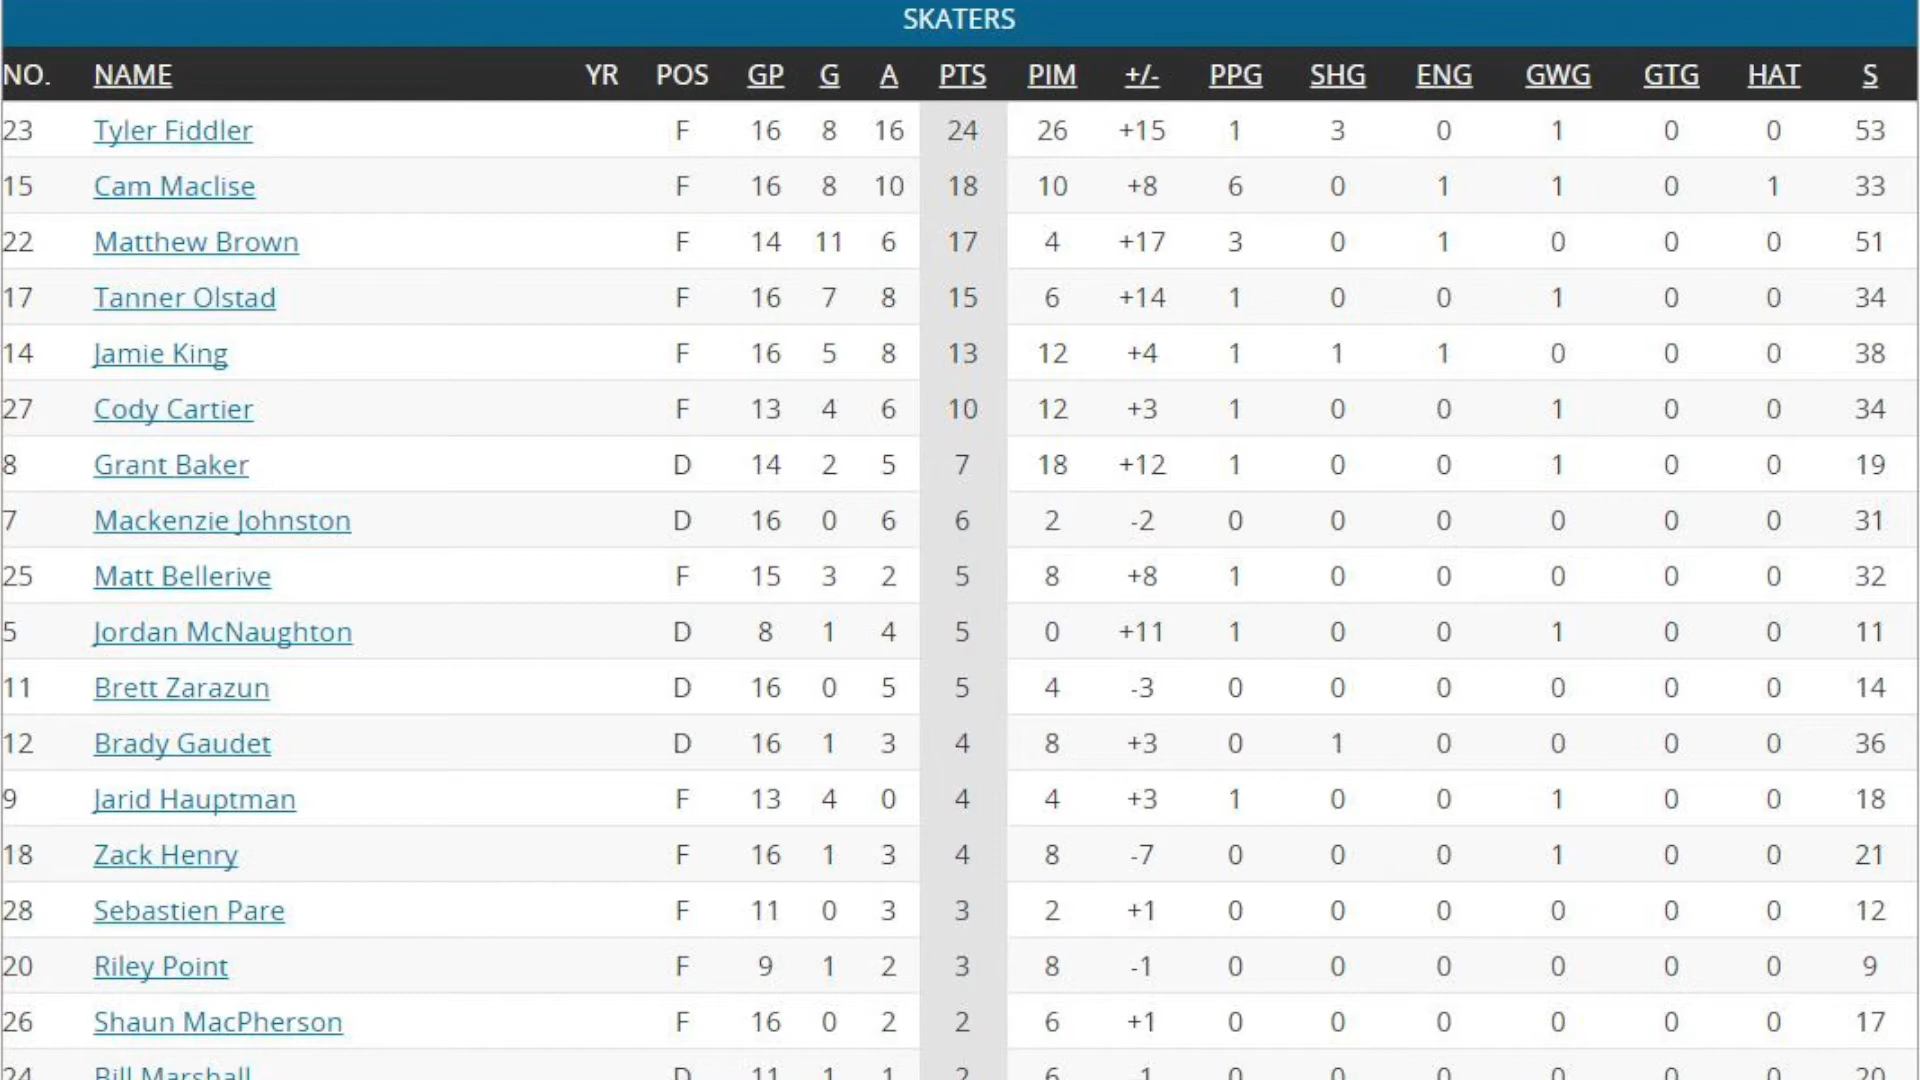 SKATERS
NO. NAME YR POS GP G A PTS PIM +/- PPG SHG ENG GWG GTG HAT S
23 Tyler Fiddler F 16 8 16 24 26 +15 1 3 0 1 0 0 53
15 Cam Maclise F 16 8 10 18 10 +8 6 0 1 1 0 1 33
22 Matthew Brown F 14 11 6 17 4 +17 3 0 1 0 0 0 51
17 Tanner Olstad F 16 7 8 15 6 +14 1 0 0 1 0 0 34
14 Jamie King F 16 5 8 13 12 +4 1 1 1 0 0 0 38
27 Cody Cartier F 13 4 6 10 12 +3 1 0 0 1 0 0 34
8 Grant Baker D 14 2 5 7 18 +12 1 0 0 1 0 0 19
7 Mackenzie Johnston D 16 0 6 6 2 -2 0 0 0 0 0 0 31
25 Matt Bellerive F 15 3 2 5 8 +8 1 0 0 0 0 0 32
5 Jordan McNaughton D 8 1 4 5 0 +11 1 0 0 1 0 0 11
11 Brett Zarazun D 16 0 5 5 4 -3 0 0 0 0 0 0 14
12 Brady Gaudet D 16 1 3 4 8 +3 0 1 0 0 0 0 36
9 Jarid Hauptman F 13 4 0 4 4 +3 1 0 0 1 0 0 18
18 Zack Henry F 16 1 3 4 8 -7 0 0 0 1 0 0 21
28 Sebastien Pare F 11 0 3 3 2 +1 0 0 0 0 0 0 12
20 Riley Point F 9 1 2 3 8 -1 0 0 0 0 0 0 9
26 Shaun MacPherson F 16 0 2 2 6 +1 0 0 0 0 0 0 17
24 Bill Marshall D 11 1 1 2 6 0 0 0 0 0 0 20